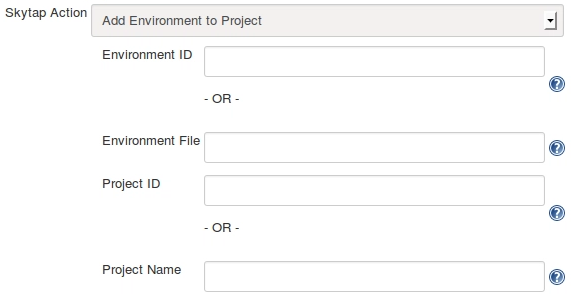 Skytap Action Add Environment to Project
Environment ID
- OR -
Environment File
Project ID
- OR -
Project Name